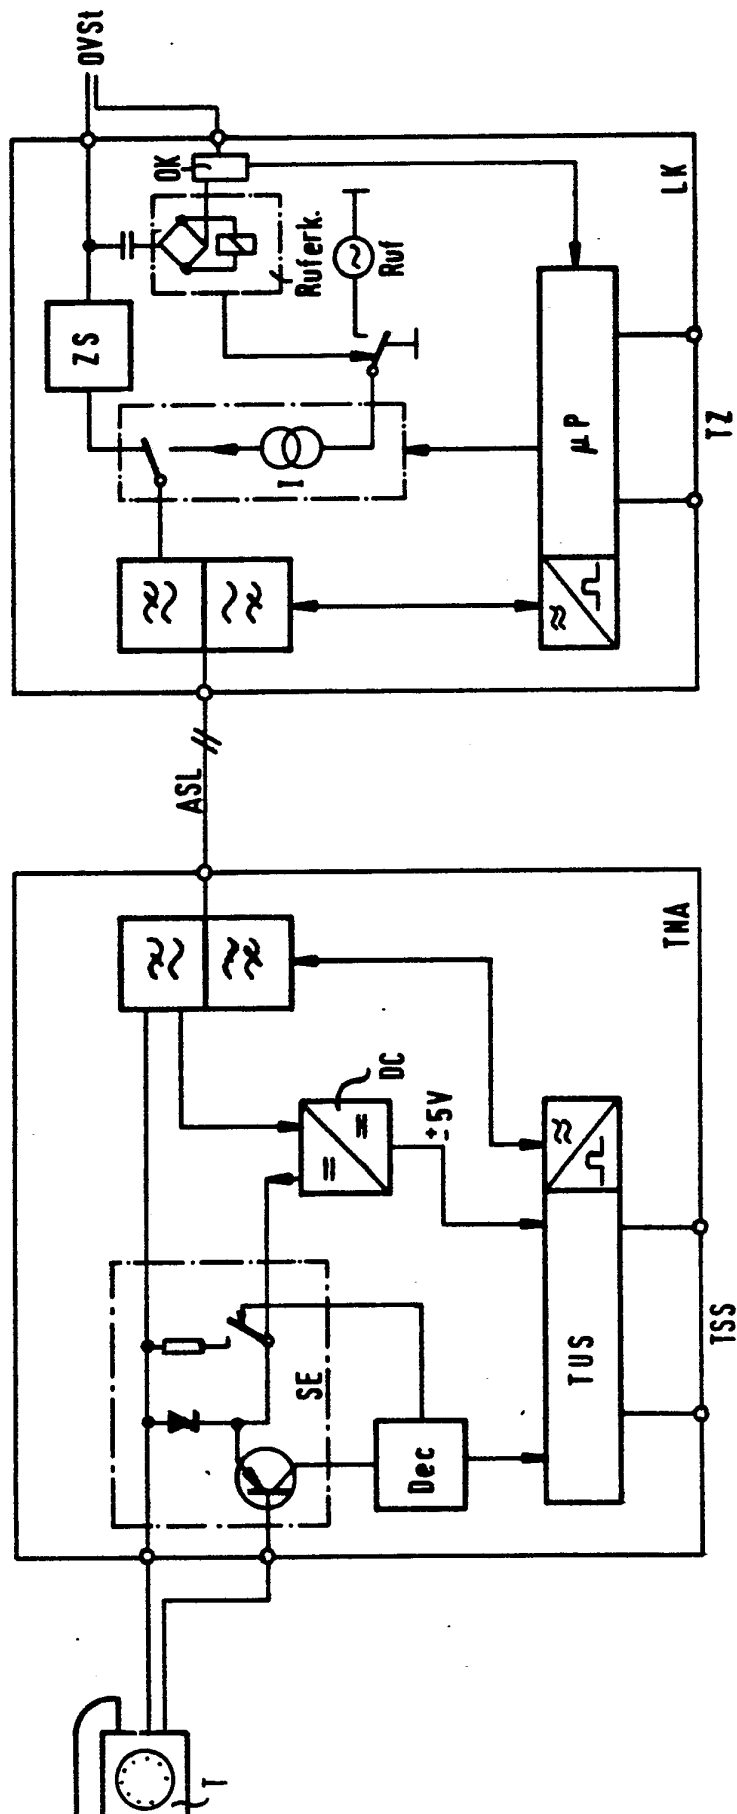 OVSt
OK
LK
Ruferk.
Ruf
ZS
I
µP
TZ
ASL
TNA
DC
±5V
SE
TUS
TSS
Dec
T